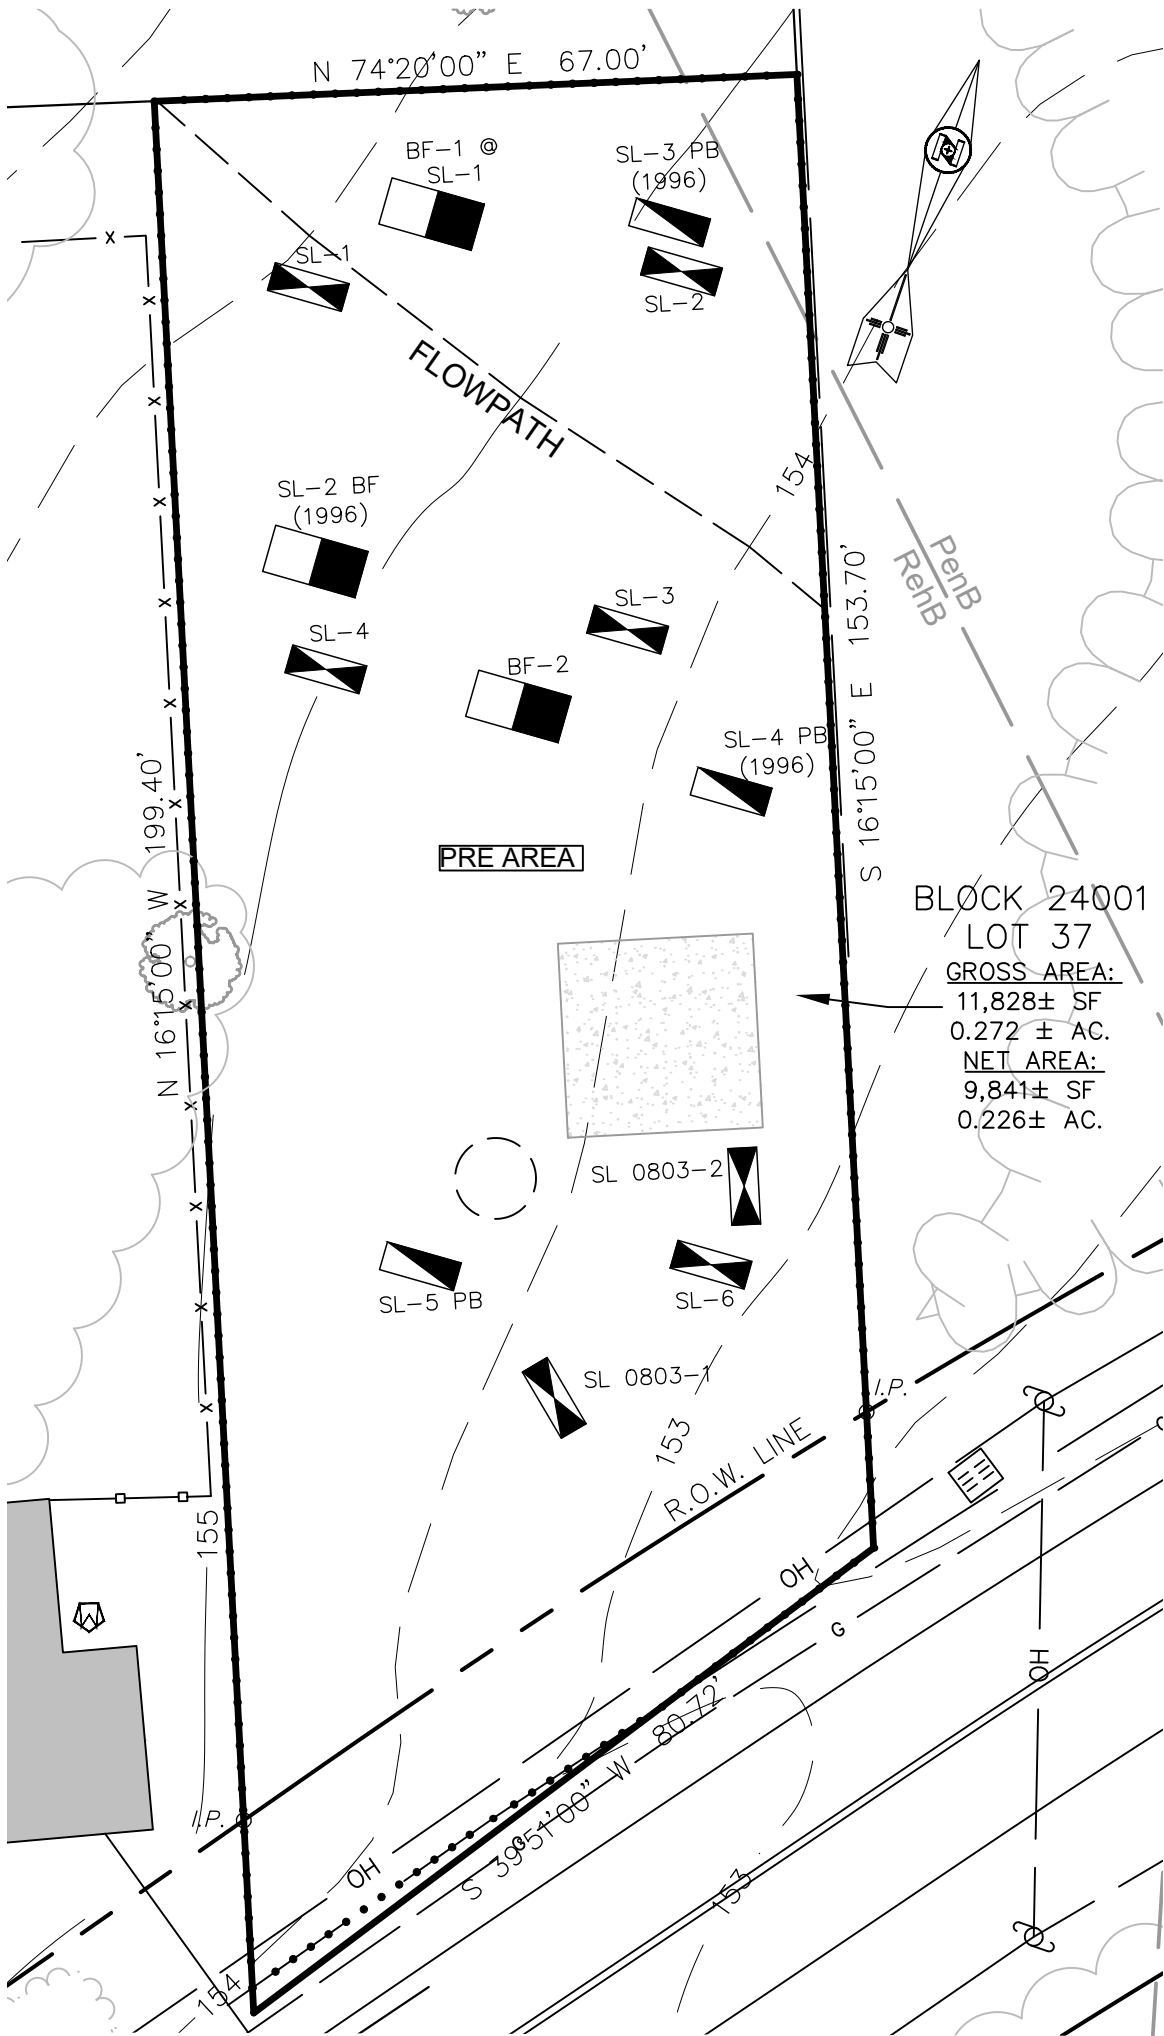 N 74°20'00" E 67.00'
BF-1 @
SL-1
SL-3 PB
(1996)
SL-1
SL-2
FLOWPATH
154
SL-2 BF
(1996)
PenB
RehB
SL-3
SL-4
BF-2
S 16°15'00" E 153.70'
SL-4 PB
(1996)
N 16°15'00" W 199.40'
PRE AREA
BLOCK 24001
LOT 37
GROSS AREA:
11,828± SF
0.272 ± AC.
NET AREA:
9,841± SF
0.226± AC.
SL 0803-2
SL-5 PB
SL-6
SL 0803-1
I.P.
153
R.O.W. LINE
155
OH
G
OH
S 39°51'00" W 80.72'
I.P.
G
OH
153
154